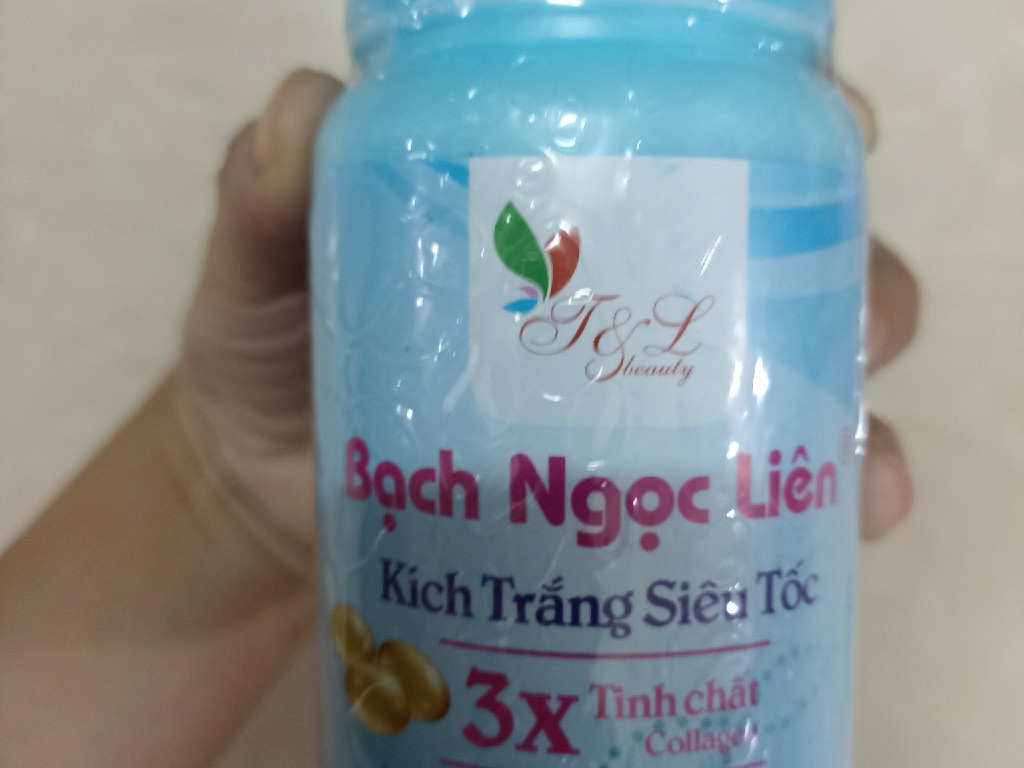 T&L
beauty
Bạch Ngọc Liên®
Kích Trắng Siêu Tốc
3x Tinh chất
Collagen